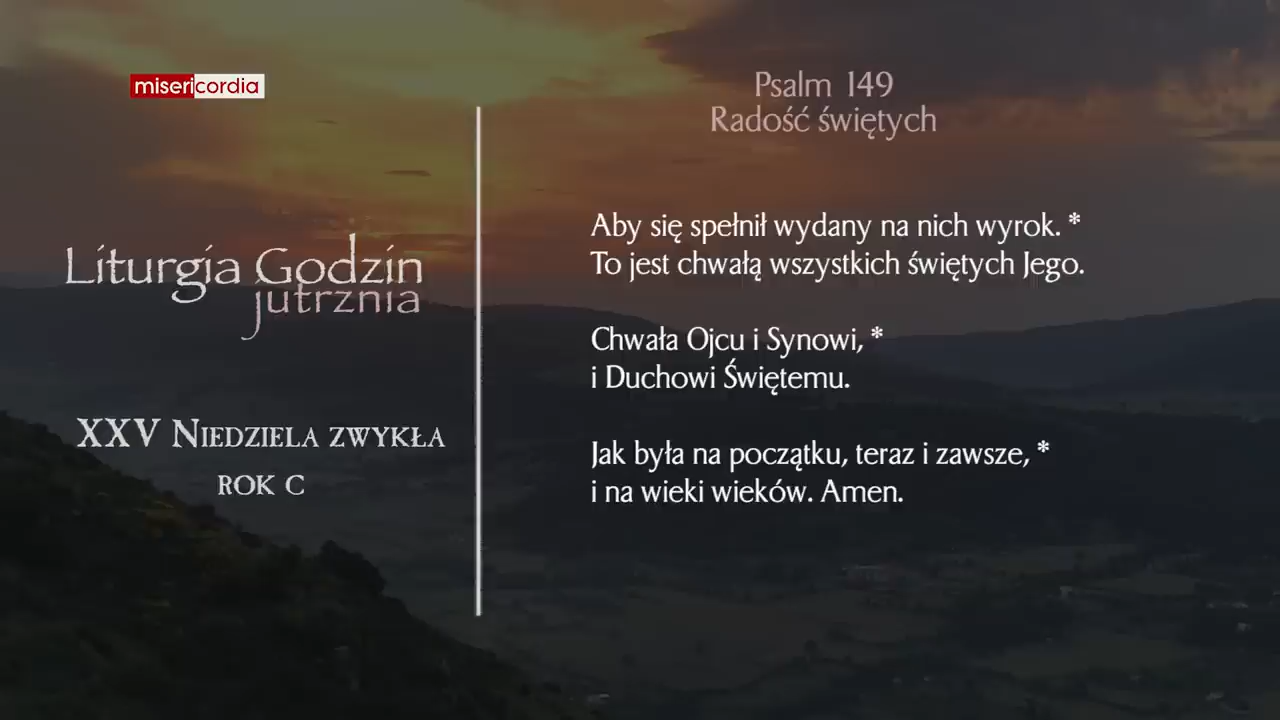 misericordia
Liturgia Godzin
jutrznia
XXV Niedziela zwykła
rok C
Psalm 149
Radość świętych
Aby się spełnił wydany na nich wyrok. *
To jest chwałą wszystkich świętych Jego.
Chwała Ojcu i Synowi, *
i Duchowi Świętemu.
Jak była na początku, teraz i zawsze, *
i na wieki wieków. Amen.